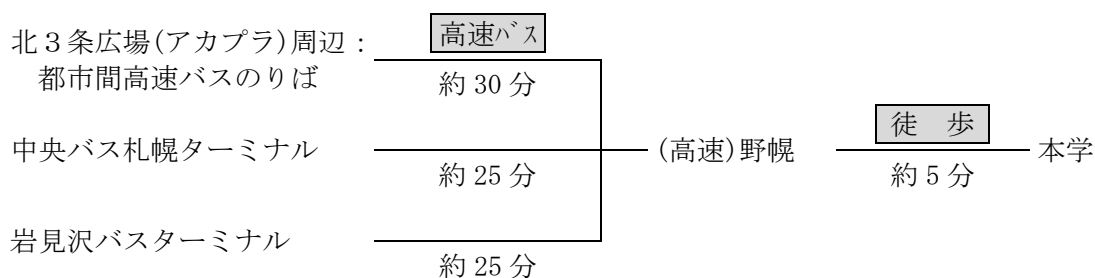 北３条広場(アカプラ)周辺：
都市間高速バスのりば
高速バス
約 30 分
中央バス札幌ターミナル
約 25 分
(高速)野幌
徒　歩
約 5 分
本学
岩見沢バスターミナル
約 25 分